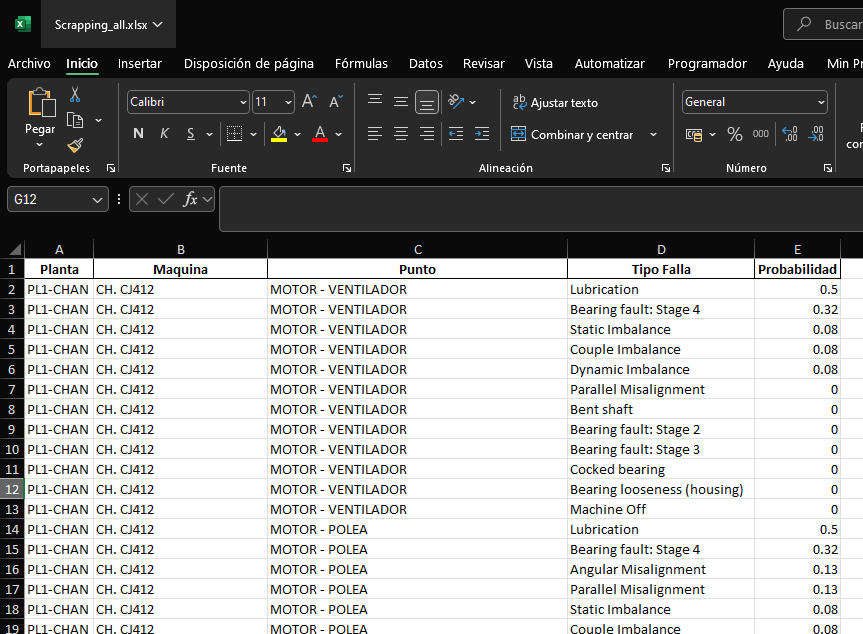 Scrapping_all.xlsx
Buscar
Archivo Inicio Insertar Disposición de página Fórmulas Datos Revisar Vista Automatizar Programador Ayuda Min Pr
Pegar
Calibri 11 A A
Ajustar texto
General
N K S A
Combinar y centrar
% 000
Portapapeles Fuente Alineación Número
G12 fx
A B C D E
1 Planta Maquina Punto Tipo Falla Probabilidad
2 PL1-CHAN CH. CJ412 MOTOR - VENTILADOR Lubrication 0.5
3 PL1-CHAN CH. CJ412 MOTOR - VENTILADOR Bearing fault: Stage 4 0.32
4 PL1-CHAN CH. CJ412 MOTOR - VENTILADOR Static Imbalance 0.08
5 PL1-CHAN CH. CJ412 MOTOR - VENTILADOR Couple Imbalance 0.08
6 PL1-CHAN CH. CJ412 MOTOR - VENTILADOR Dynamic Imbalance 0.08
7 PL1-CHAN CH. CJ412 MOTOR - VENTILADOR Parallel Misalignment 0
8 PL1-CHAN CH. CJ412 MOTOR - VENTILADOR Bent shaft 0
9 PL1-CHAN CH. CJ412 MOTOR - VENTILADOR Bearing fault: Stage 2 0
10 PL1-CHAN CH. CJ412 MOTOR - VENTILADOR Bearing fault: Stage 3 0
11 PL1-CHAN CH. CJ412 MOTOR - VENTILADOR Cocked bearing 0
12 PL1-CHAN CH. CJ412 MOTOR - VENTILADOR Bearing looseness (housing) 0
13 PL1-CHAN CH. CJ412 MOTOR - VENTILADOR Machine Off 0
14 PL1-CHAN CH. CJ412 MOTOR - POLEA Lubrication 0.5
15 PL1-CHAN CH. CJ412 MOTOR - POLEA Bearing fault: Stage 4 0.32
16 PL1-CHAN CH. CJ412 MOTOR - POLEA Angular Misalignment 0.13
17 PL1-CHAN CH. CJ412 MOTOR - POLEA Parallel Misalignment 0.13
18 PL1-CHAN CH. CJ412 MOTOR - POLEA Static Imbalance 0.08
19 PL1-CHAN CH. CJ412 MOTOR - POLEA Couple Imbalance 0.08